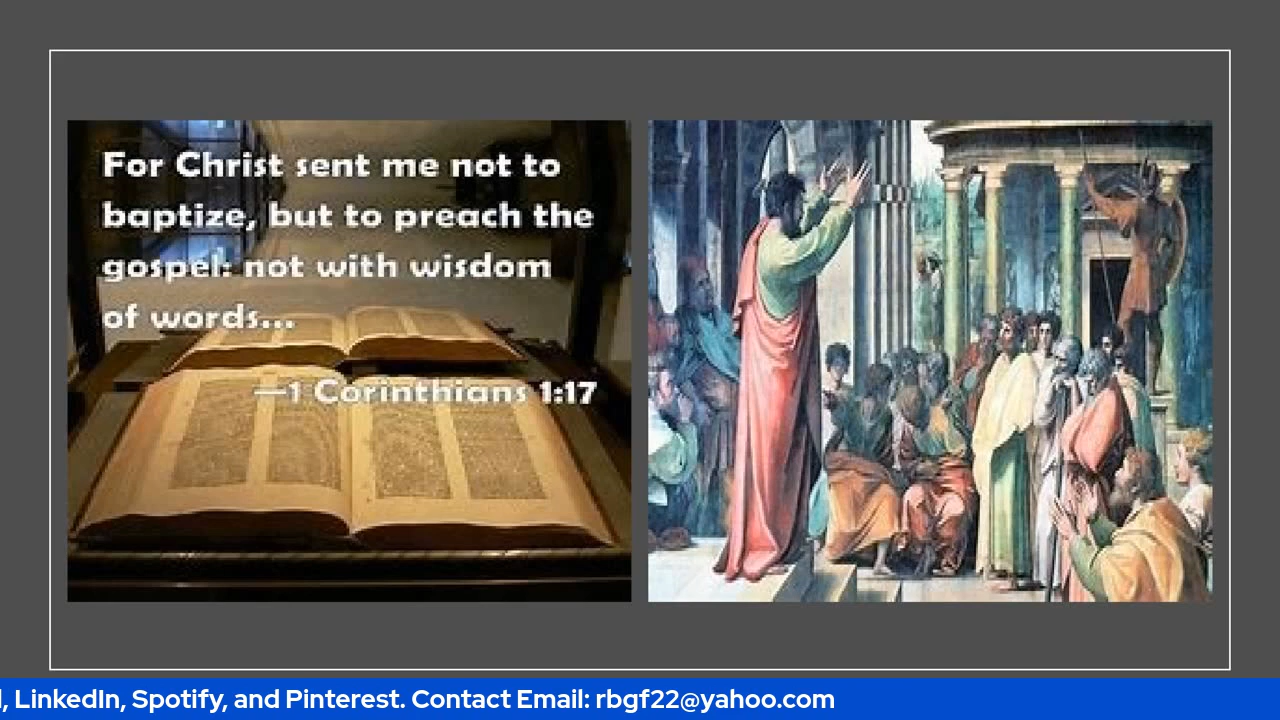 For Christ sent me not to
baptize, but to preach the
gospel: not with wisdom
of words...
—1 Corinthians 1:17
, LinkedIn, Spotify, and Pinterest. Contact Email: rbgf22@yahoo.com